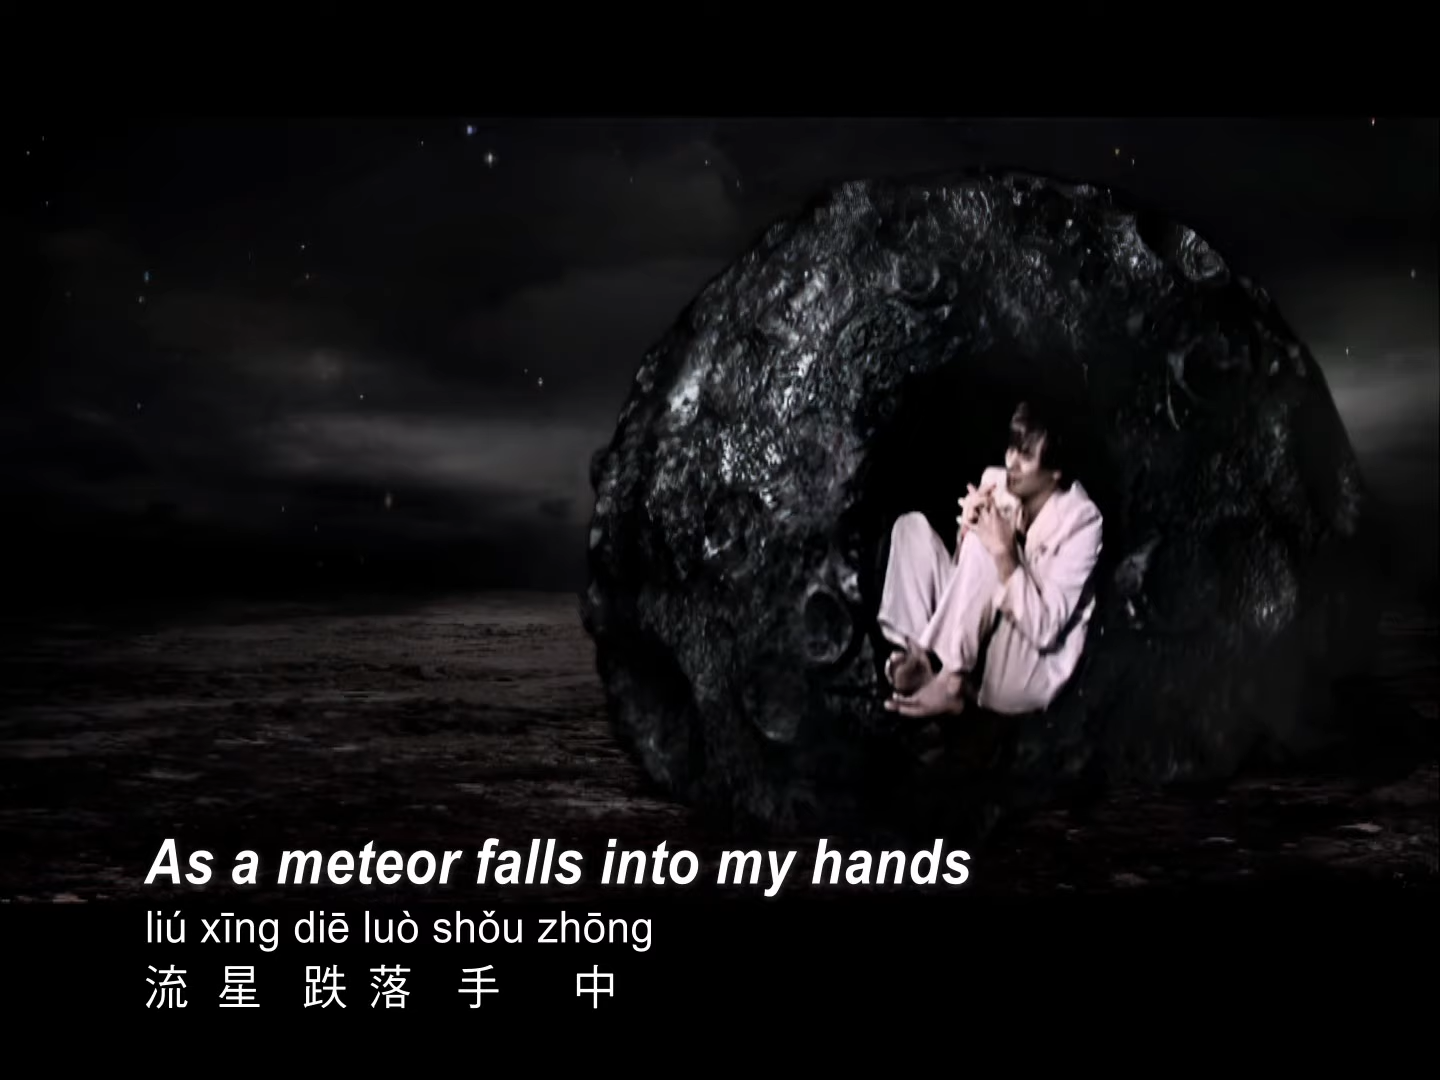 As a meteor falls into my hands
liú xīng diē luò shǒu zhōng
流 星 跌 落 手 中